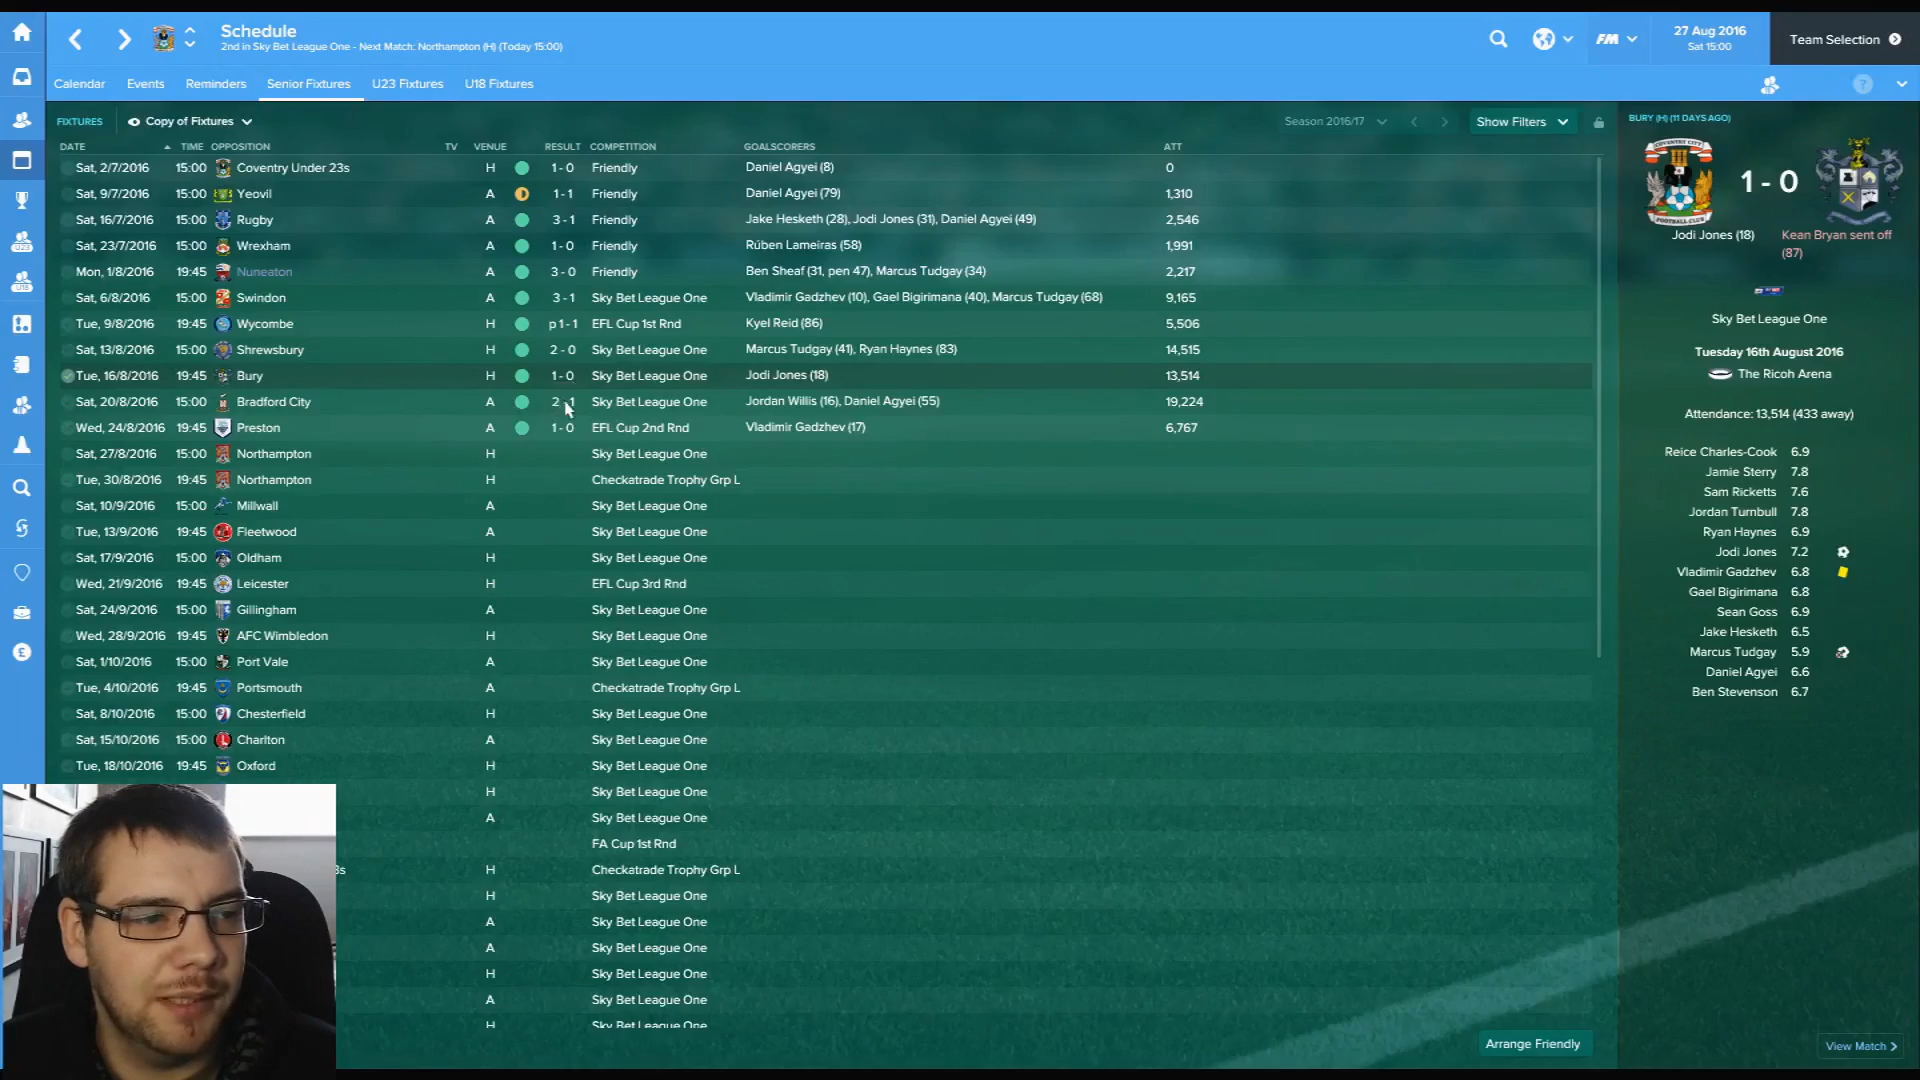 Schedule
2nd in Sky Bet League One - Next Match: Northampton (H) (Today 15:00)
FM
27 Aug 2016
Sat 15:00
Team Selection
Calendar Events Reminders Senior Fixtures U23 Fixtures U18 Fixtures
FIXTURES Copy of Fixtures Season 2016/17 Show Filters
DATE TIME OPPOSITION TV VENUE RESULT COMPETITION GOALSCORERS ATT
Sat, 2/7/2016 15:00 Coventry Under 23s H 1 - 0 Friendly Daniel Agyei (8) 0
Sat, 9/7/2016 15:00 Yeovil A 1 - 1 Friendly Daniel Agyei (79) 1,310
Sat, 16/7/2016 15:00 Rugby A 3 - 1 Friendly Jake Hesketh (28), Jodi Jones (31), Daniel Agyei (49) 2,546
Sat, 23/7/2016 15:00 Wrexham A 1 - 0 Friendly Rúben Lameiras (58) 1,991
Mon, 1/8/2016 19:45 Nuneaton A 3 - 0 Friendly Ben Sheaf (31, pen 47), Marcus Tudgay (34) 2,217
Sat, 6/8/2016 15:00 Swindon A 3 - 1 Sky Bet League One Vladimir Gadzhev (10), Gael Bigirimana (40), Marcus Tudgay (68) 9,165
Tue, 9/8/2016 19:45 Wycombe H p 1 - 1 EFL Cup 1st Rnd Kyel Reid (86) 5,506
Sat, 13/8/2016 15:00 Shrewsbury H 2 - 0 Sky Bet League One Marcus Tudgay (41), Ryan Haynes (83) 14,515
Tue, 16/8/2016 19:45 Bury H 1 - 0 Sky Bet League One Jodi Jones (18) 13,514
Sat, 20/8/2016 15:00 Bradford City A 2 - 1 Sky Bet League One Jordan Willis (16), Daniel Agyei (55) 19,224
Wed, 24/8/2016 19:45 Preston A 1 - 0 EFL Cup 2nd Rnd Vladimir Gadzhev (17) 6,767
Sat, 27/8/2016 15:00 Northampton H Sky Bet League One
Tue, 30/8/2016 19:45 Northampton H Checkatrade Trophy Grp L
Sat, 10/9/2016 15:00 Millwall A Sky Bet League One
Tue, 13/9/2016 19:45 Fleetwood A Sky Bet League One
Sat, 17/9/2016 15:00 Oldham H Sky Bet League One
Wed, 21/9/2016 19:45 Leicester H EFL Cup 3rd Rnd
Sat, 24/9/2016 15:00 Gillingham A Sky Bet League One
Wed, 28/9/2016 19:45 AFC Wimbledon H Sky Bet League One
Sat, 1/10/2016 15:00 Port Vale A Sky Bet League One
Tue, 4/10/2016 19:45 Portsmouth A Checkatrade Trophy Grp L
Sat, 8/10/2016 15:00 Chesterfield H Sky Bet League One
Sat, 15/10/2016 15:00 Charlton A Sky Bet League One
Tue, 18/10/2016 19:45 Oxford H Sky Bet League One
H Sky Bet League One
A Sky Bet League One
FA Cup 1st Rnd
3s H Checkatrade Trophy Grp L
H Sky Bet League One
A Sky Bet League One
A Sky Bet League One
H Sky Bet League One
A Sky Bet League One
H Sky Bet League One
Arrange Friendly
BURY (H) (11 DAYS AGO)
1 - 0
Jodi Jones (18) Kean Bryan sent off
(87)
Sky Bet League One
Tuesday 16th August 2016
The Ricoh Arena
Attendance: 13,514 (433 away)
Reice Charles-Cook 6.9
Jamie Sterry 7.8
Sam Ricketts 7.6
Jordan Turnbull 7.8
Ryan Haynes 6.9
Jodi Jones 7.2
Vladimir Gadzhev 6.8
Gael Bigirimana 6.8
Sean Goss 6.9
Jake Hesketh 6.5
Marcus Tudgay 5.9
Daniel Agyei 6.6
Ben Stevenson 6.7
View Match >